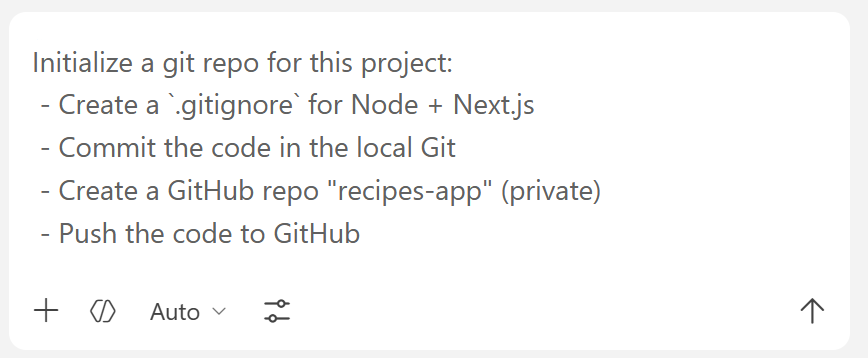 Initialize a git repo for this project:
- Create a `.gitignore` for Node + Next.js
- Commit the code in the local Git
- Create a GitHub repo "recipes-app" (private)
- Push the code to GitHub
Auto